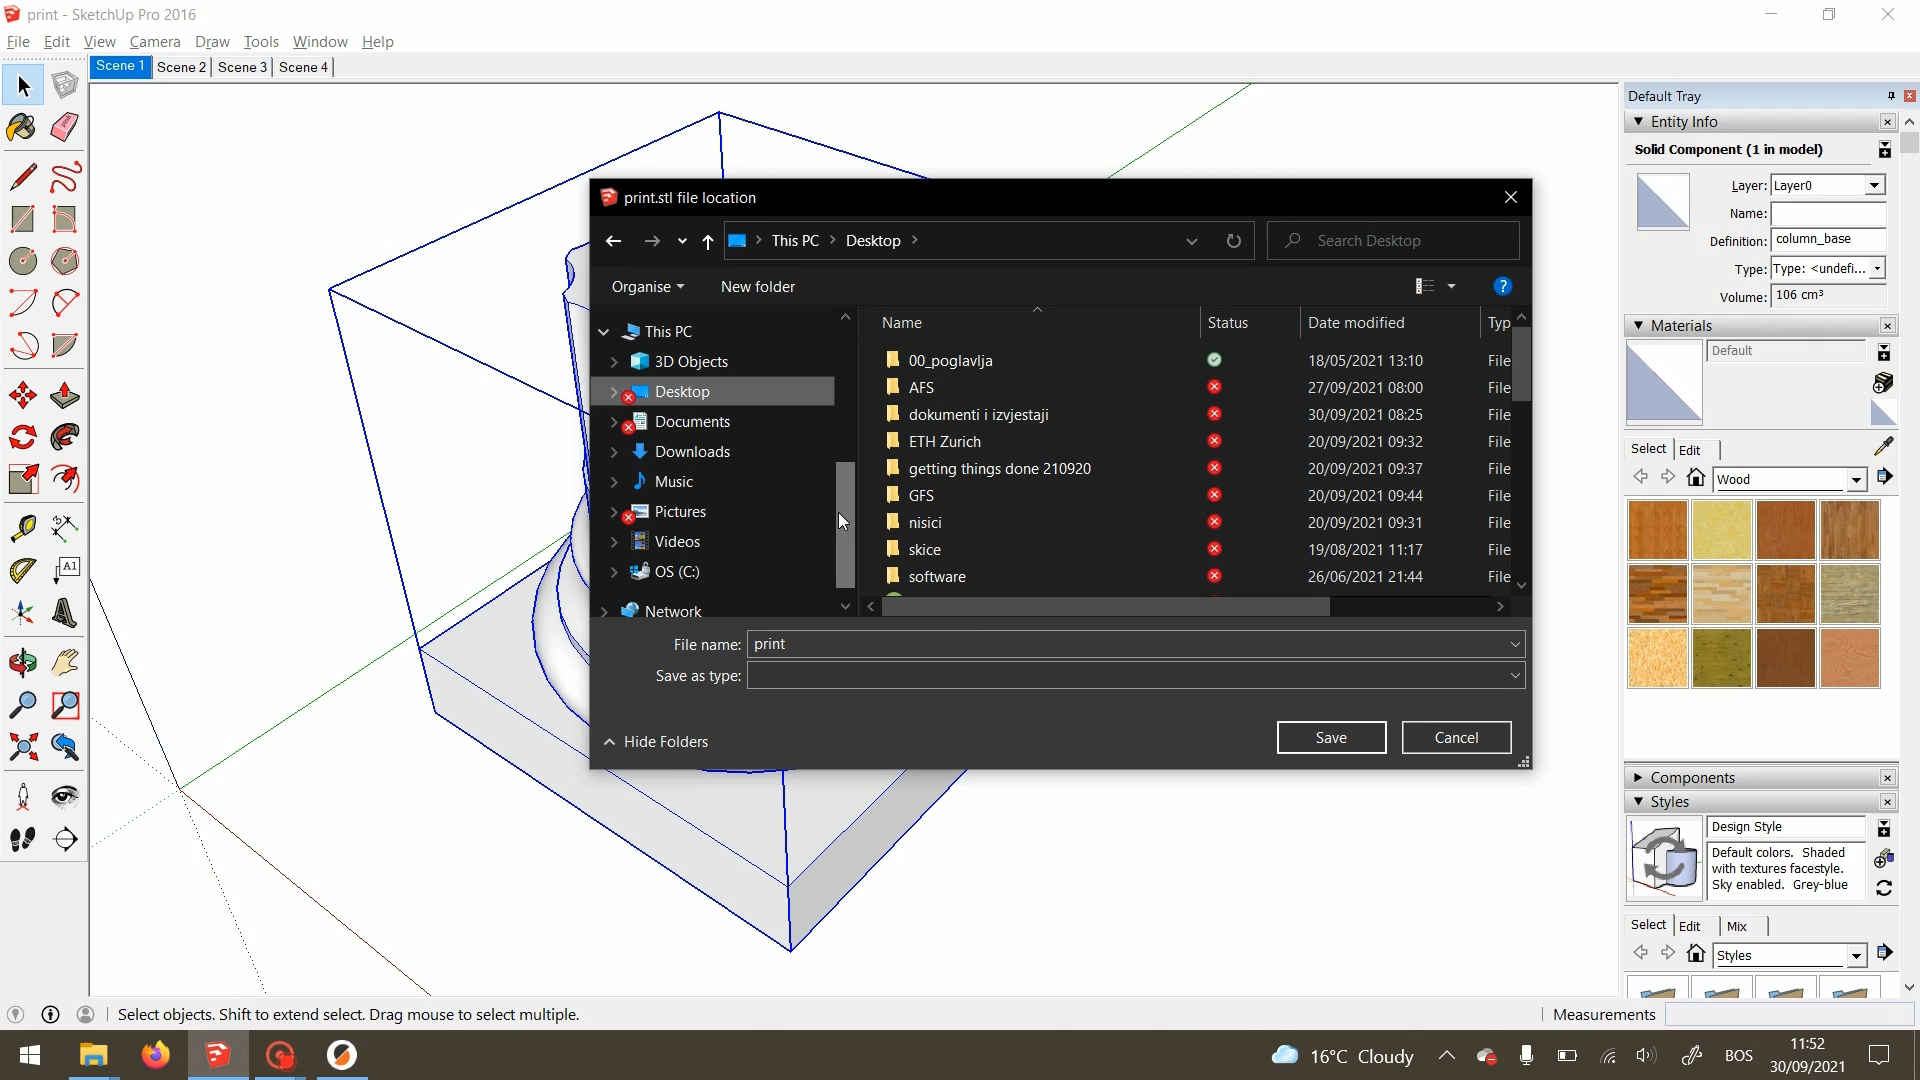 print - SketchUp Pro 2016
File Edit View Camera Draw Tools Window Help
Scene 1 Scene 2 Scene 3 Scene 4
print.stl file location
This PC Desktop
Search Desktop
Organise New folder
This PC
3D Objects
Desktop
Documents
Downloads
Music
Pictures
Videos
OS (C:)
Network
Name Status Date modified Typ
00_poglavlja 18/05/2021 13:10 File
AFS 27/09/2021 08:00 File
dokumenti i izvjestaji 30/09/2021 08:25 File
ETH Zurich 20/09/2021 09:32 File
getting things done 210920 20/09/2021 09:37 File
GFS 20/09/2021 09:44 File
nisici 20/09/2021 09:31 File
skice 19/08/2021 11:17 File
software 26/06/2021 21:44 File
File name: print
Save as type:
Hide Folders
Save Cancel
Default Tray
Entity Info
Solid Component (1 in model)
Layer: Layer0
Name:
Definition: column_base
Type: Type: <undefi...
Volume: 106 cm³
Materials
Default
Select Edit
Wood
Components
Styles
Design Style
Default colors. Shaded
with textures facestyle.
Sky enabled. Grey-blue
Select Edit Mix
Styles
A1
Select objects. Shift to extend select. Drag mouse to select multiple.
Measurements
16°C Cloudy
BOS
11:52
30/09/2021